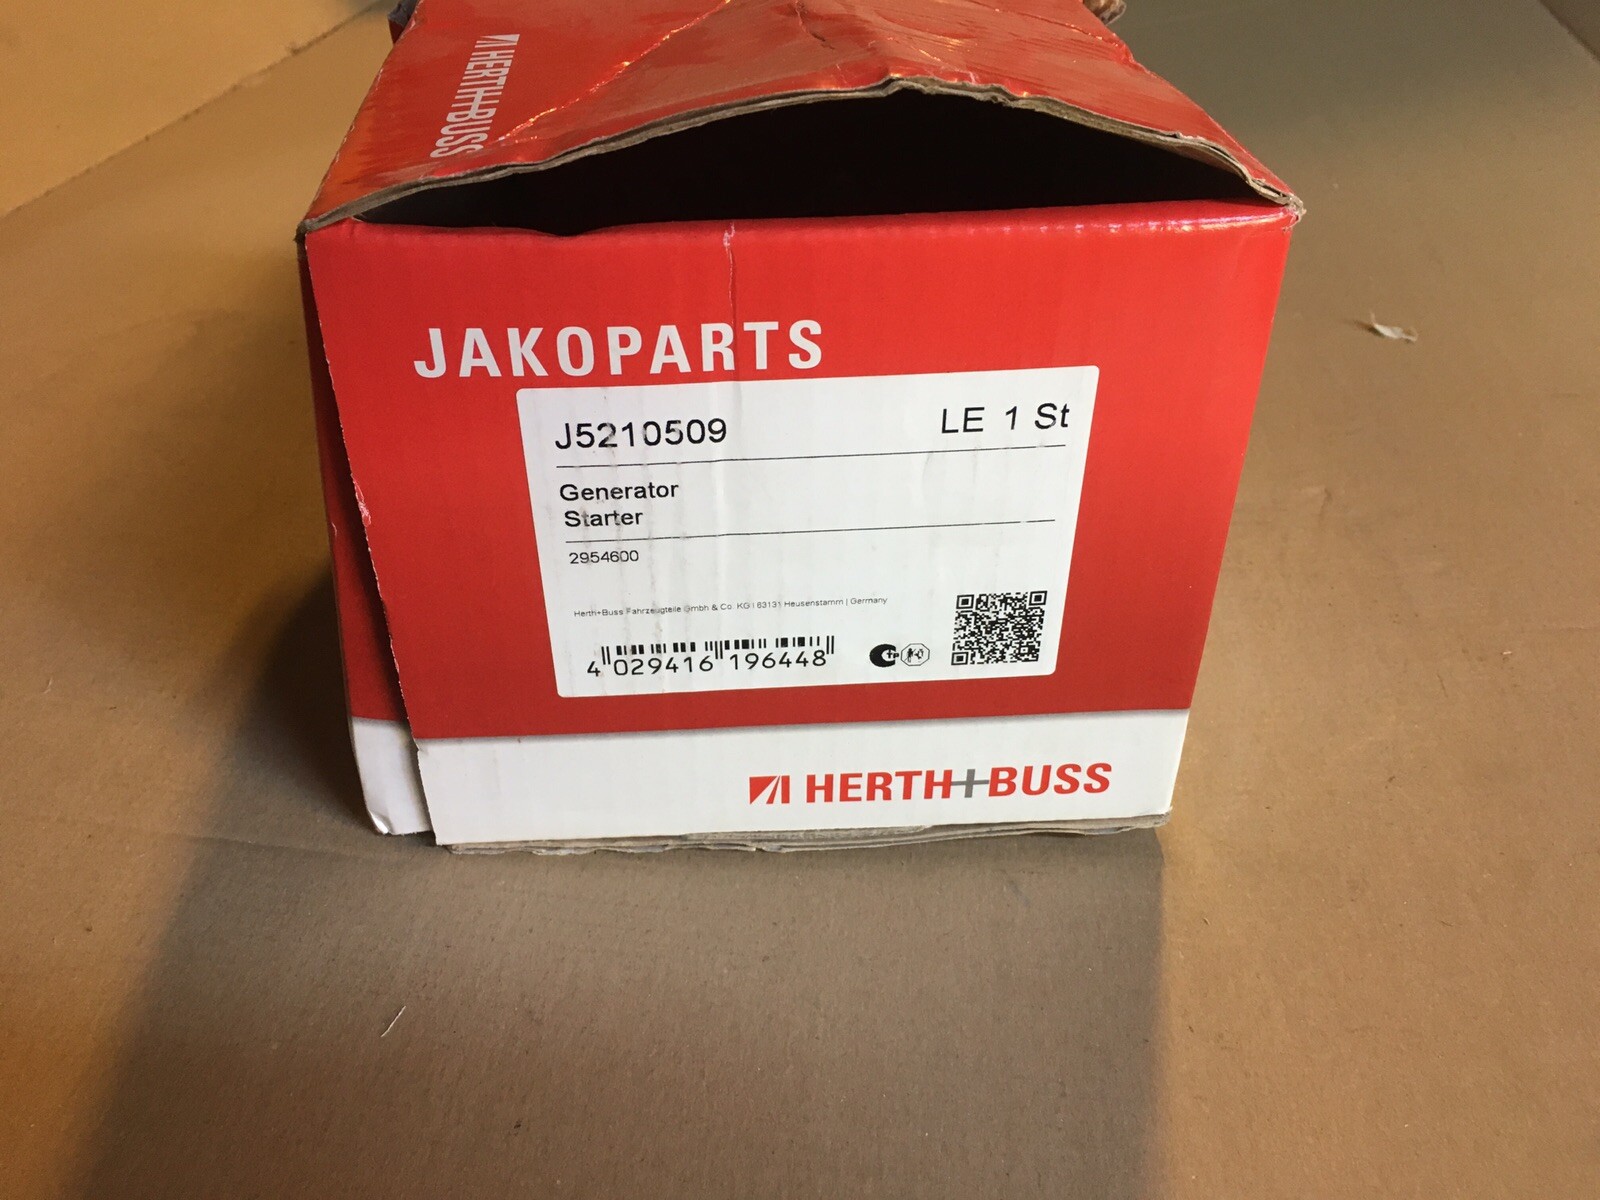 HERTH+BUSS
JAKOPARTS
J5210509 LE 1 St
Generator
Starter
2954600
Herth+Buss Fahrzeugteile Gmbh & Co KG | 63131 Heusenstamm | Germany
4 029416 196448
HERTH+BUSS